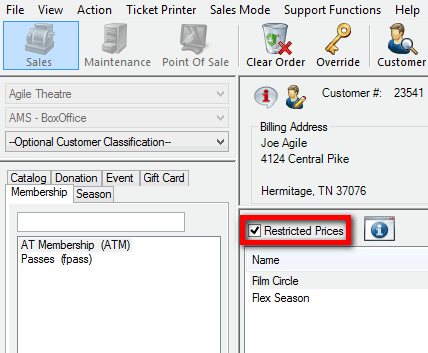 File View Action Ticket Printer Sales Mode Support Functions Help
Sales Maintenance Point Of Sale Clear Order Override Customer
Agile Theatre
AMS - BoxOffice
--Optional Customer Classification--
Catalog Donation Event Gift Card
Membership Season
AT Membership (ATM)
Passes (fpass)
Customer #: 23541
Billing Address
Joe Agile
4124 Central Pike
Hermitage, TN 37076
Restricted Prices
Name
Film Circle
Flex Season